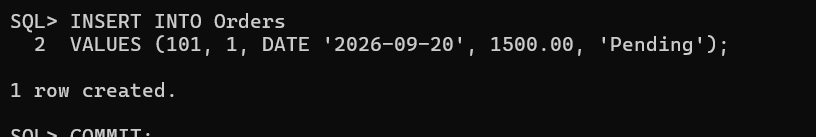 SQL> INSERT INTO Orders
  2  VALUES (101, 1, DATE '2026-09-20', 1500.00, 'Pending');
1 row created.
SQL> COMMIT;